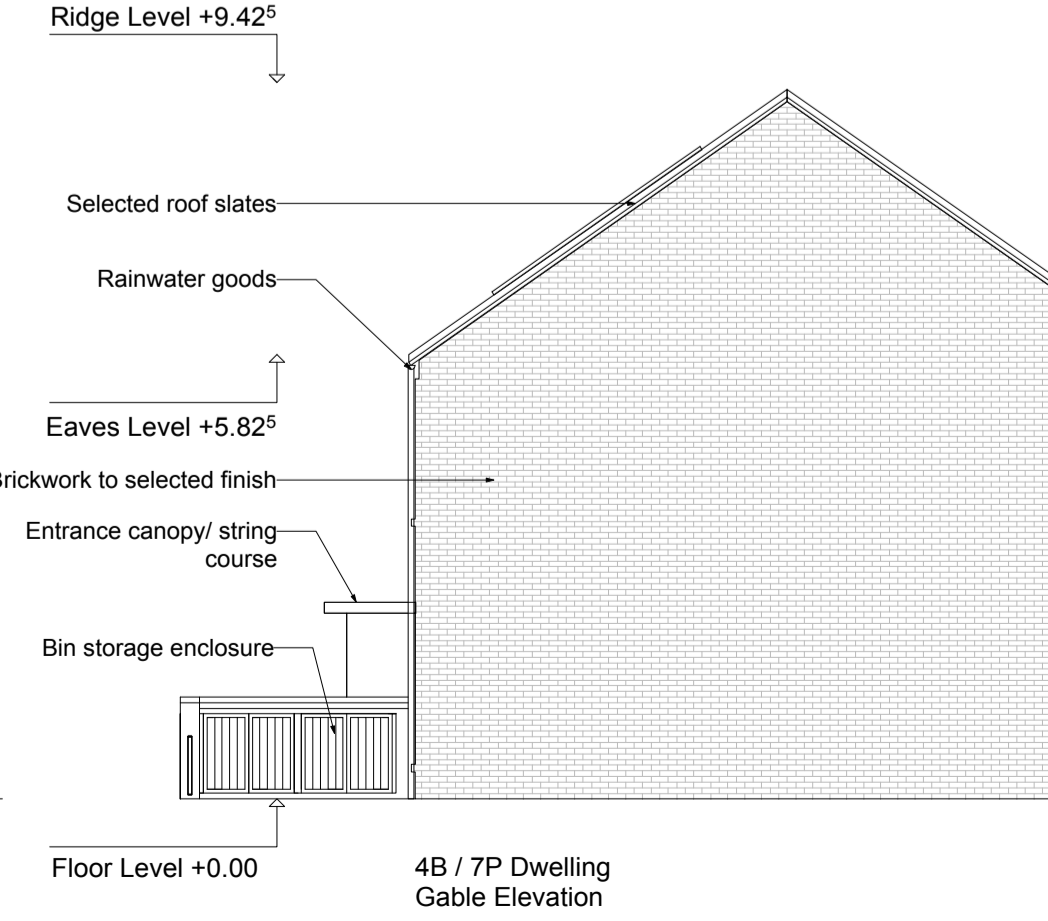 Ridge Level +9.42⁵
Selected roof slates
Rainwater goods
Eaves Level +5.82⁵
rickwork to selected finish
Entrance canopy/ string
course
Bin storage enclosure
Floor Level +0.00
4B / 7P Dwelling
Gable Elevation